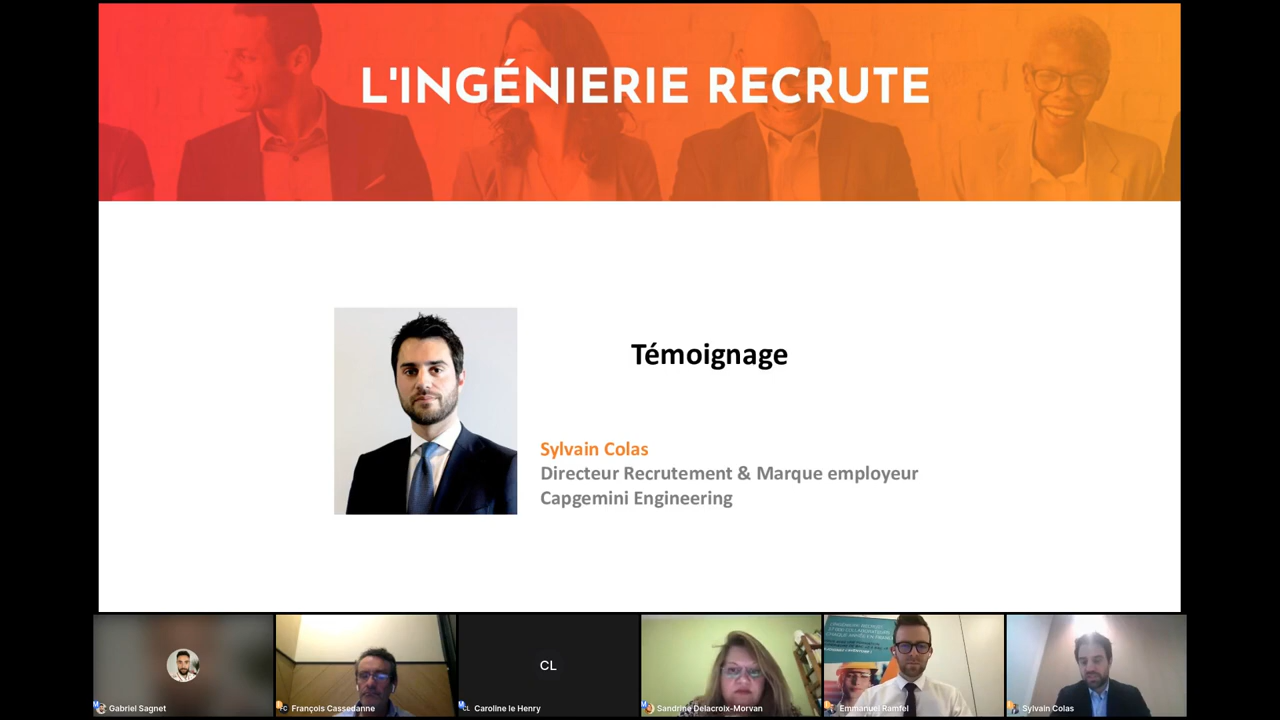 L'INGÉNIERIE RECRUTE
Témoignage
Sylvain Colas
Directeur Recrutement & Marque employeur
Capgemini Engineering
CL
Gabriel Sagnet
François Cassedanne
Caroline le Henry
Sandrine Delacroix-Morvan
Emmanuel Ramfel
Sylvain Colas